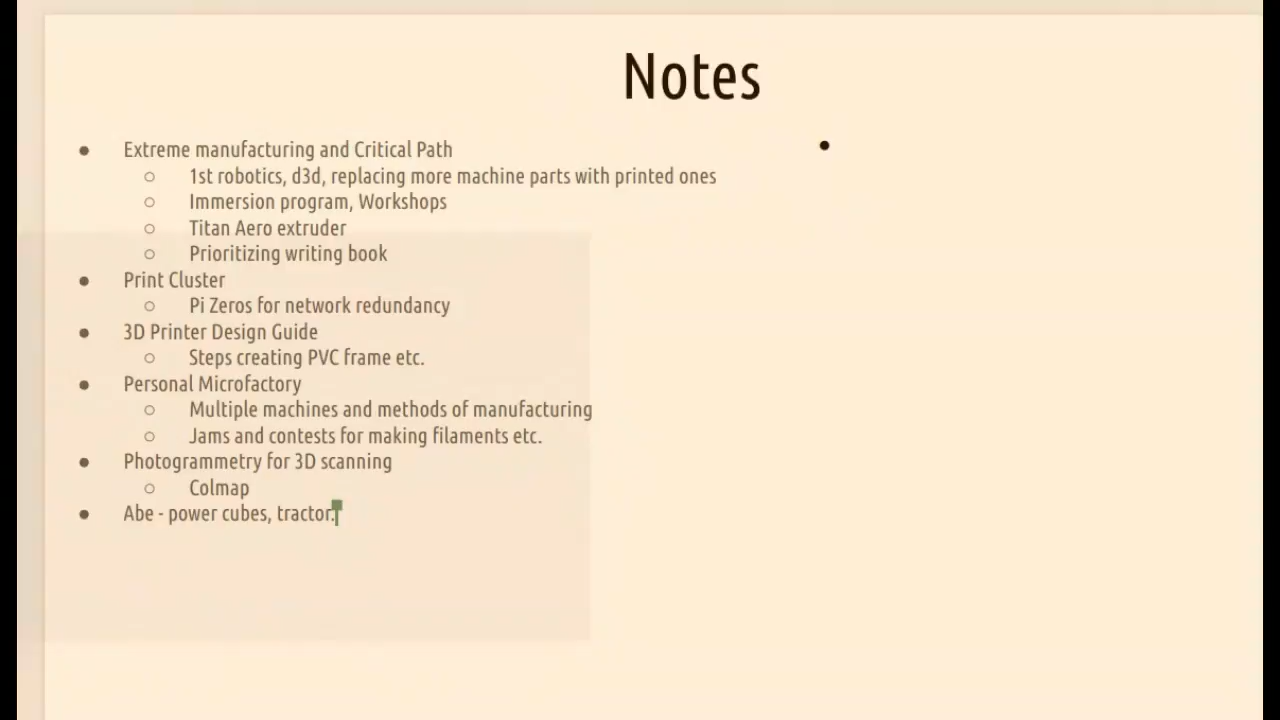 Notes
● Extreme manufacturing and Critical Path
○ 1st robotics, d3d, replacing more machine parts with printed ones
○ Immersion program, Workshops
○ Titan Aero extruder
○ Prioritizing writing book
● Print Cluster
○ Pi Zeros for network redundancy
● 3D Printer Design Guide
○ Steps creating PVC frame etc.
● Personal Microfactory
○ Multiple machines and methods of manufacturing
○ Jams and contests for making filaments etc.
● Photogrammetry for 3D scanning
○ Colmap
● Abe - power cubes, tractor.
●